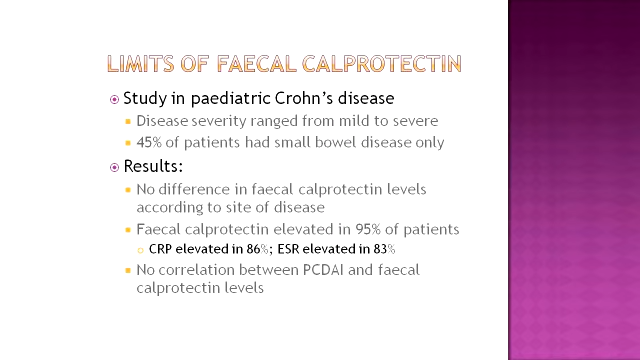 LIMITS OF FAECAL CALPROTECTIN
Study in paediatric Crohn's disease
Disease severity ranged from mild to severe
45% of patients had small bowel disease only
Results:
No difference in faecal calprotectin levels
according to site of disease
Faecal calprotectin elevated in 95% of patients
CRP elevated in 86%; ESR elevated in 83%
No correlation between PCDAI and faecal
calprotectin levels